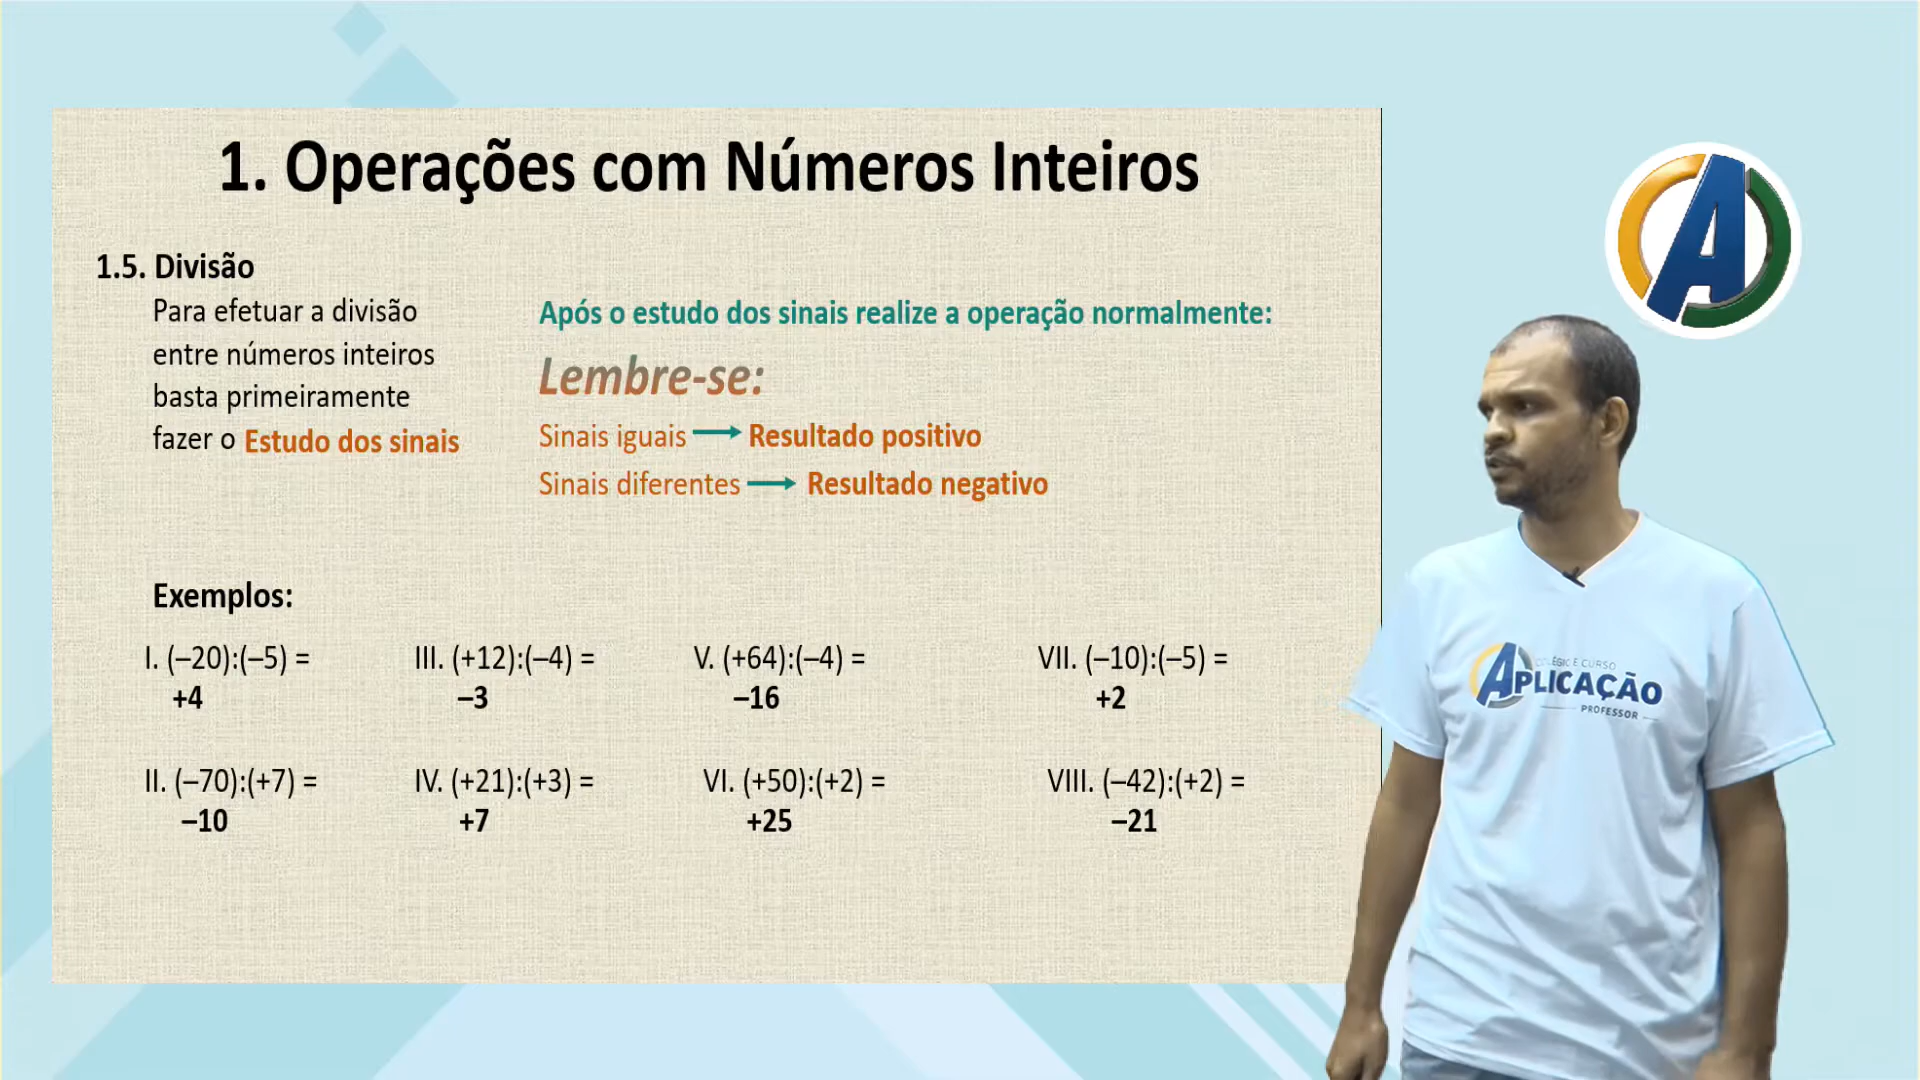 1. Operações com Números Inteiros
1.5. Divisão
Para efetuar a divisão
entre números inteiros
basta primeiramente
fazer o Estudo dos sinais
Após o estudo dos sinais realize a operação normalmente:
Lembre-se:
Sinais iguais → Resultado positivo
Sinais diferentes → Resultado negativo
Exemplos:
I. (–20):(–5) =
+4
III. (+12):(–4) =
–3
V. (+64):(–4) =
–16
VII. (–10):(–5) =
+2
II. (–70):(+7) =
–10
IV. (+21):(+3) =
+7
VI. (+50):(+2) =
+25
VIII. (–42):(+2) =
–21
A
COLÉGIO E CURSO
APLICAÇÃO
PROFESSOR